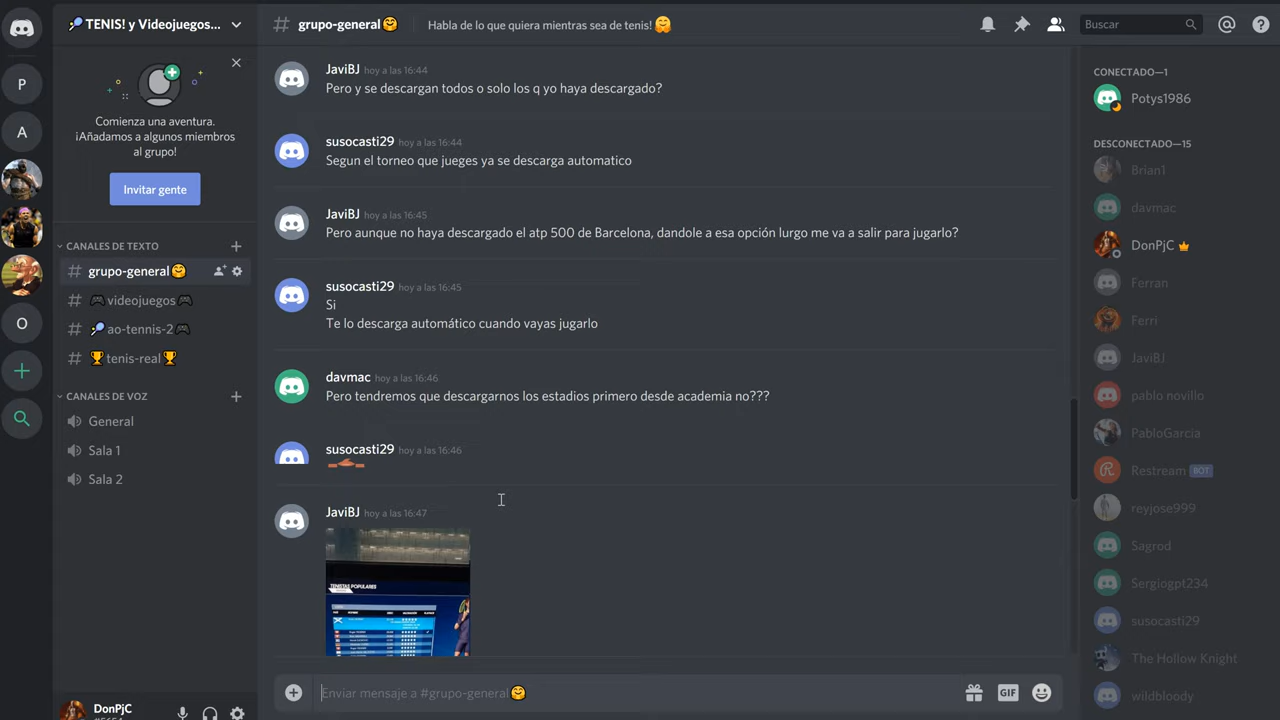 🎾 TENIS! y Videojuegos...
grupo-general🤗
Habla de lo que quiera mientras sea de tenis!🤗
Buscar
P
A
O
Comienza una aventura.
¡Añadamos a algunos miembros
al grupo!
Invitar gente
CANALES DE TEXTO
grupo-general🤗
🎮videojuegos🎮
🎾ao-tennis-2🎮
🏆tenis-real🏆
CANALES DE VOZ
General
Sala 1
Sala 2
DonPjC
JaviBJ hoy a las 16:44
Pero y se descargan todos o solo los q yo haya descargado?
susocasti29 hoy a las 16:44
Segun el torneo que jueges ya se descarga automatico
JaviBJ hoy a las 16:45
Pero aunque no haya descargado el atp 500 de Barcelona, dandole a esa opción lurgo me va a salir para jugarlo?
susocasti29 hoy a las 16:45
Si
Te lo descarga automático cuando vayas jugarlo
davmac hoy a las 16:46
Pero tendremos que descargarnos los estadios primero desde academia no???
susocasti29 hoy a las 16:46
JaviBJ hoy a las 16:47
TENISTAS POPULARES
Enviar mensaje a #grupo-general🤗
GIF
CONECTADO—1
Potys1986
DESCONECTADO—15
Brian1
davmac
DonPjC
Ferran
Ferri
JaviBJ
pablo novillo
PabloGarcia
Restream BOT
reyjose999
Sagrod
Sergiogpt234
susocasti29
The Hollow Knight
wildbloody